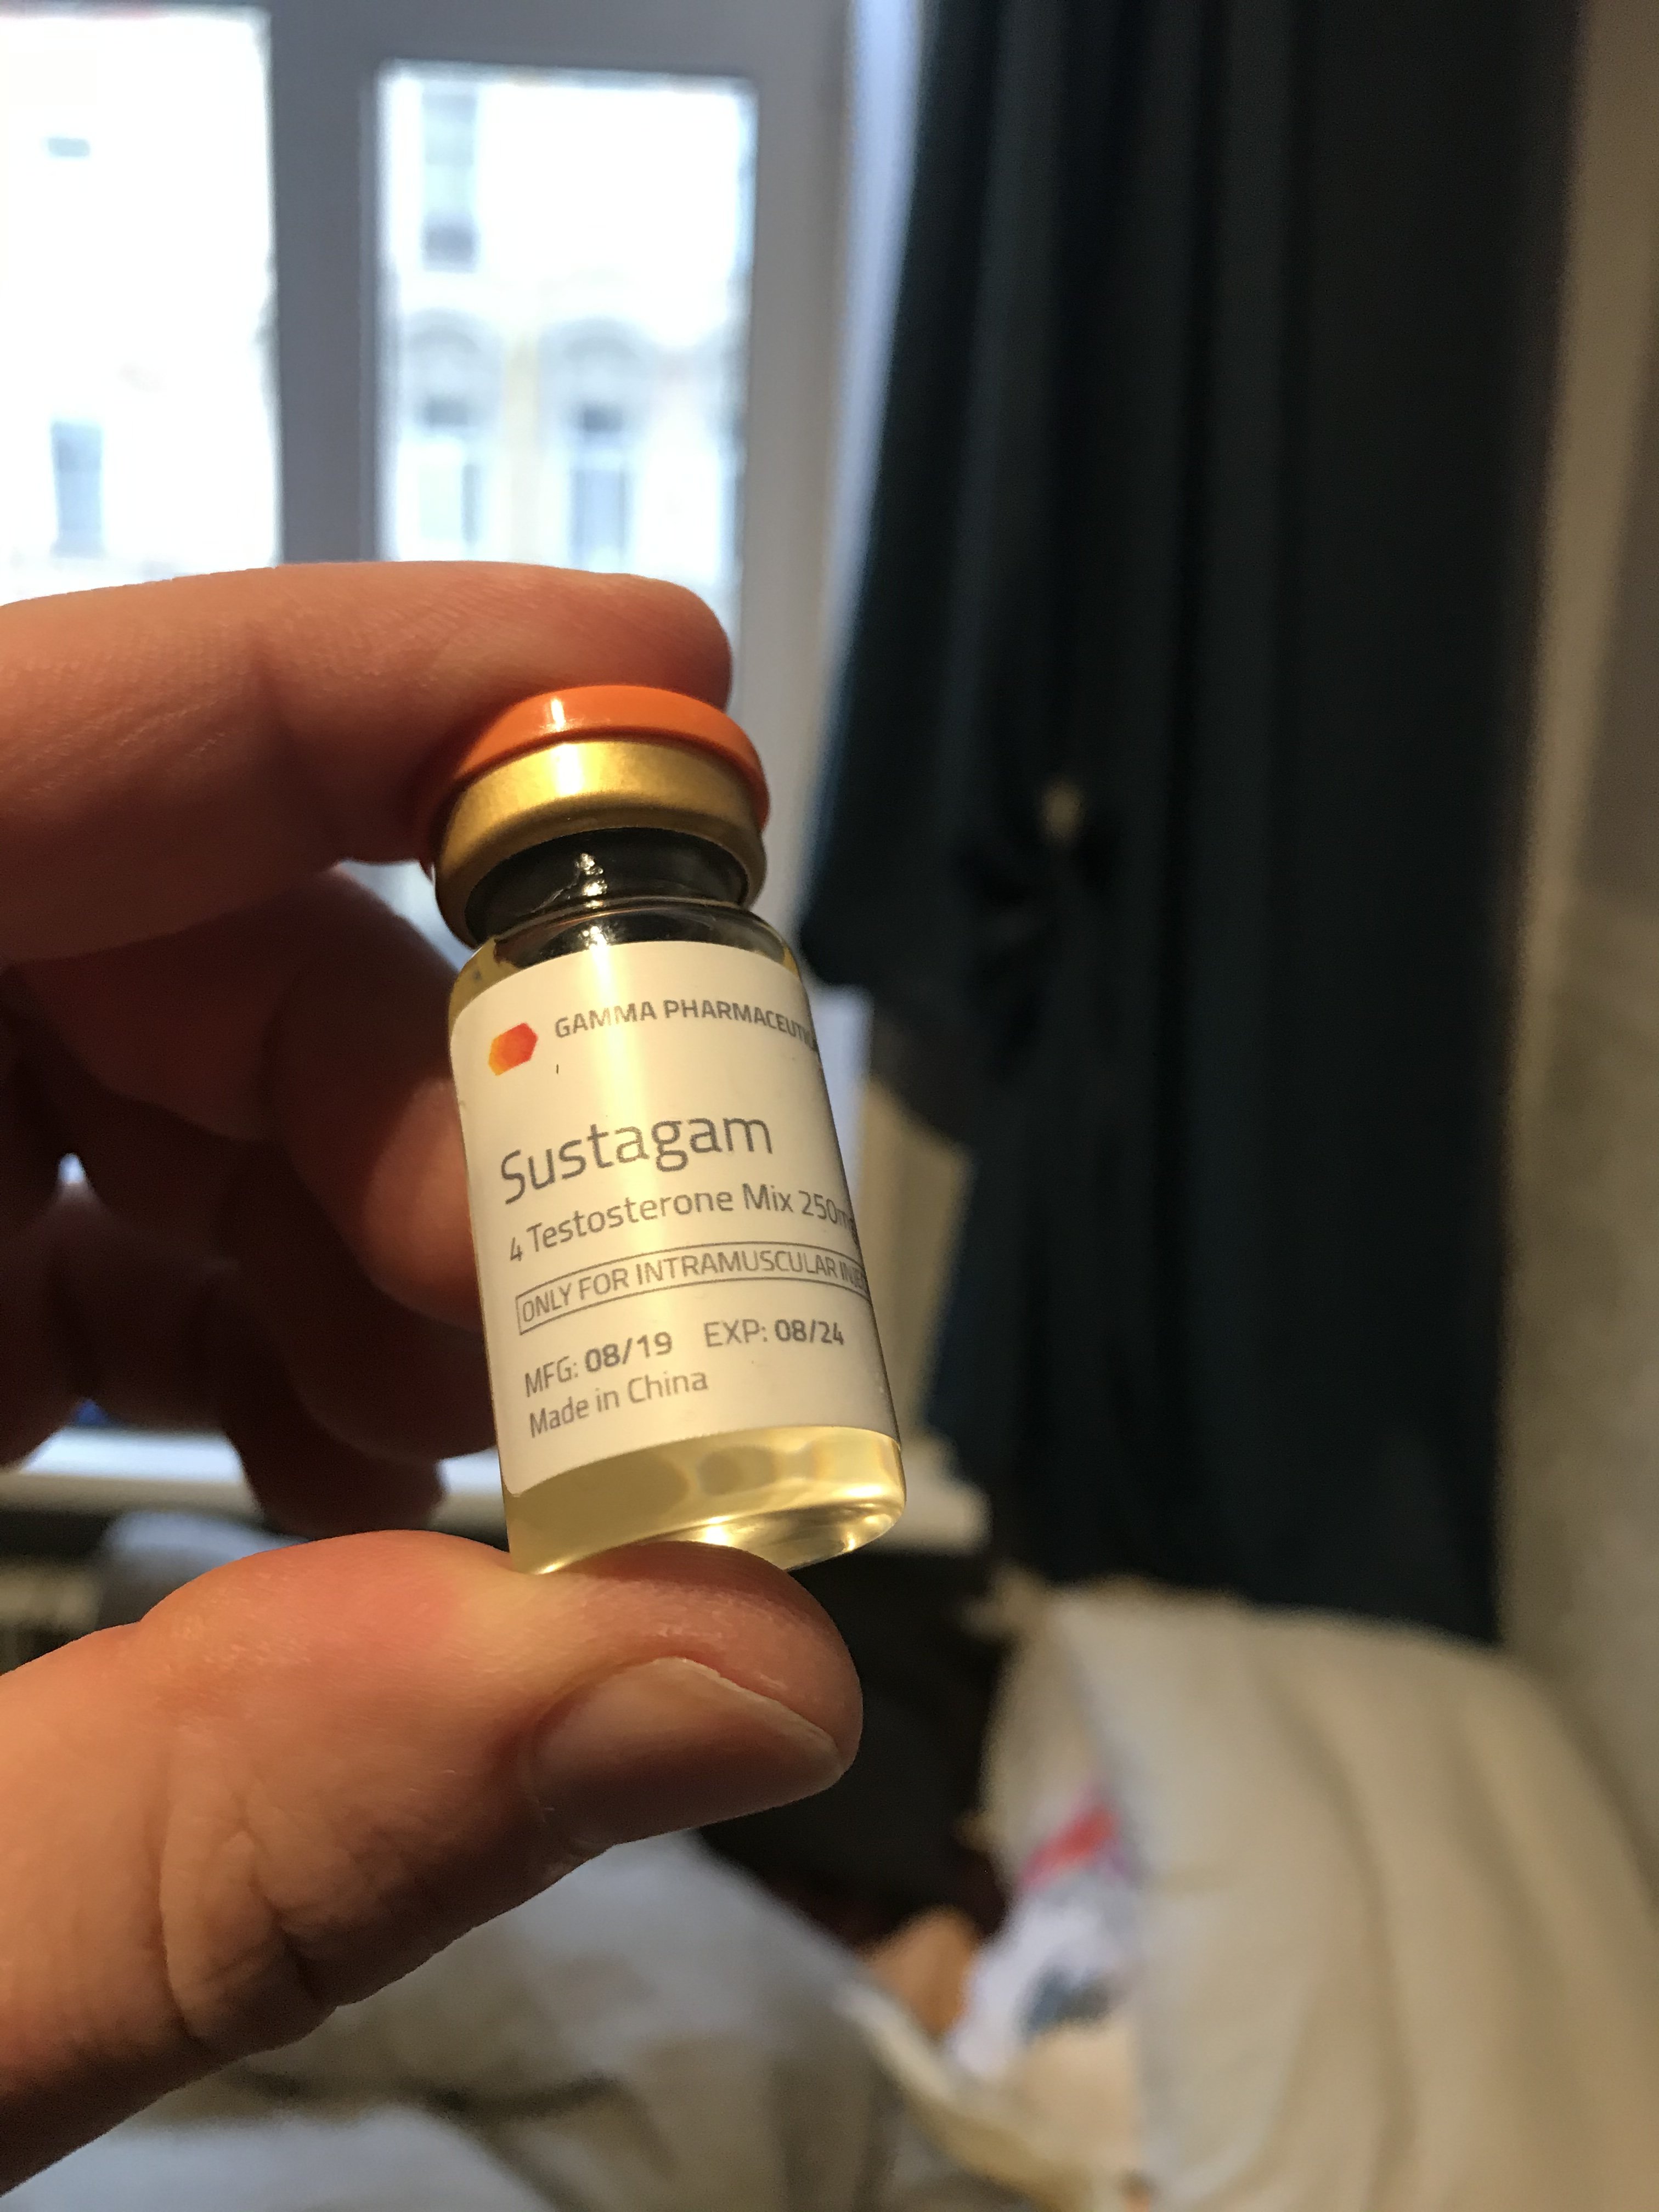 GAMMA PHARMACEUTIC
Sustagam
4 Testosterone Mix 250m
ONLY FOR INTRAMUSCULAR INJE
MFG: 08/19 EXP: 08/24
Made in China